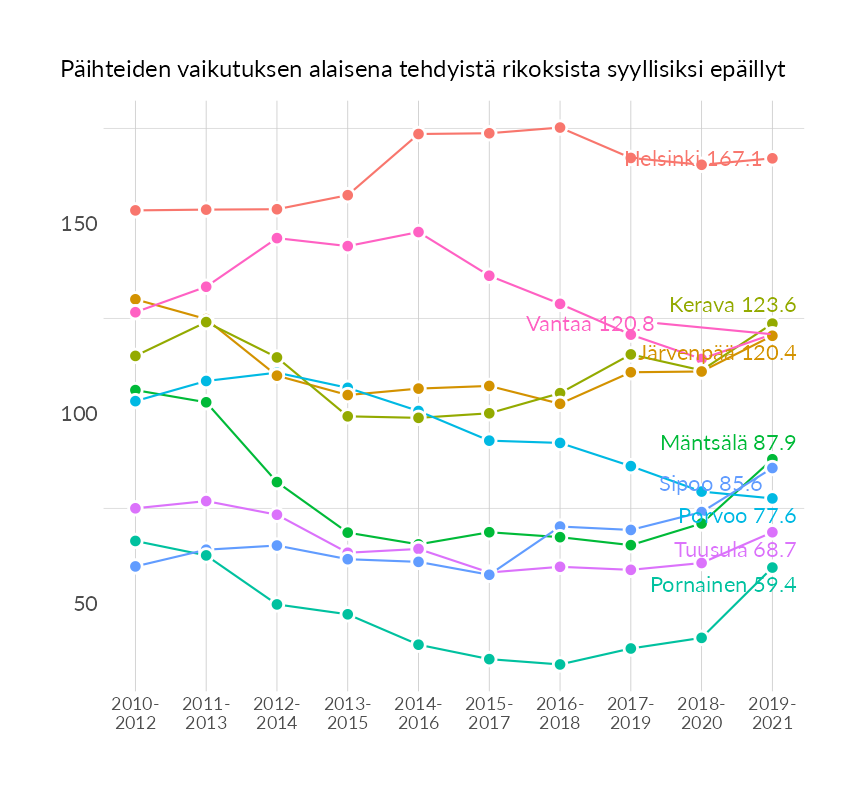 Päihteiden vaikutuksen alaisena tehdyistä rikoksista syyllisiksi epäillyt
Helsinki 167.1
150
Kerava 123.6
Vantaa 120.8
Järvenpää 120.4
100
Mäntsälä 87.9
Sipoo 85.6
Porvoo 77.6
Tuusula 68.7
Pornainen 59.4
50
2010- 2011- 2012- 2013- 2014- 2015- 2016- 2017- 2018- 2019-
2012 2013 2014 2015 2016 2017 2018 2019 2020 2021